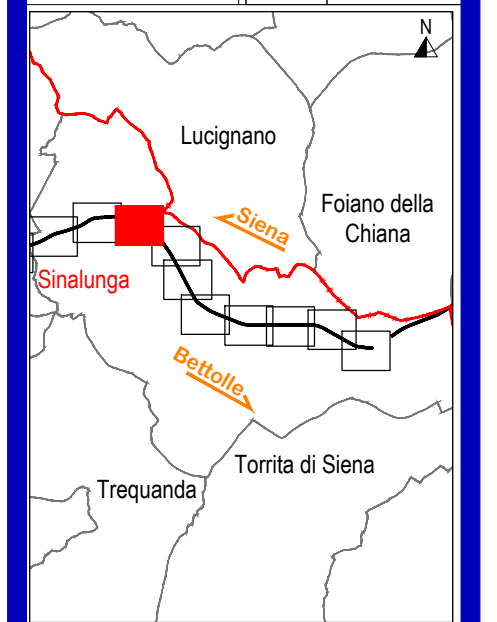 N
Lucignano
Siena
Foiano della
Chiana
Sinalunga
Bettolle
Torrita di Siena
Trequanda